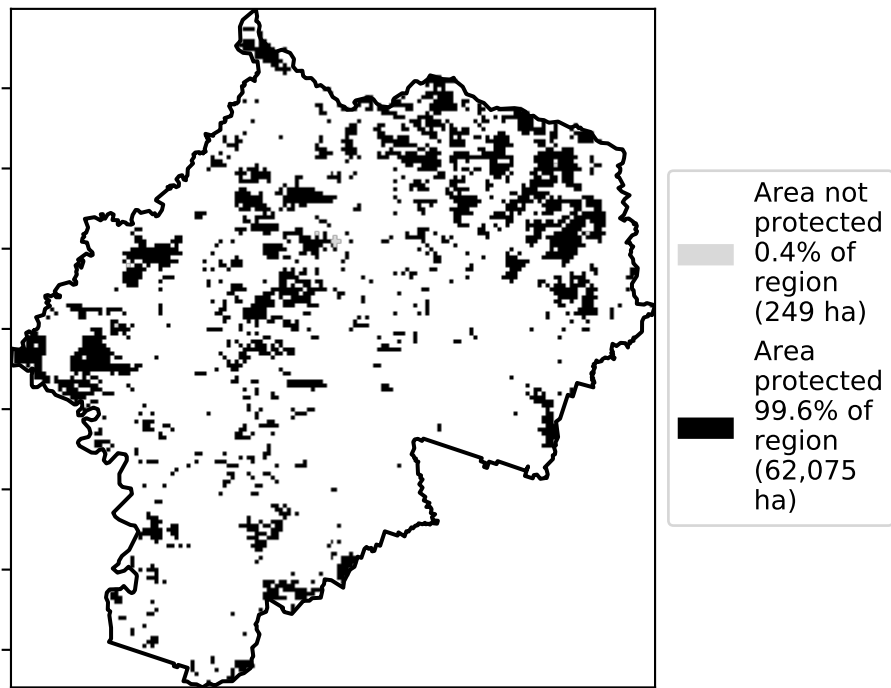 Area not
protected
0.4% of
region
(249 ha)
Area
protected
99.6% of
region
(62,075
ha)